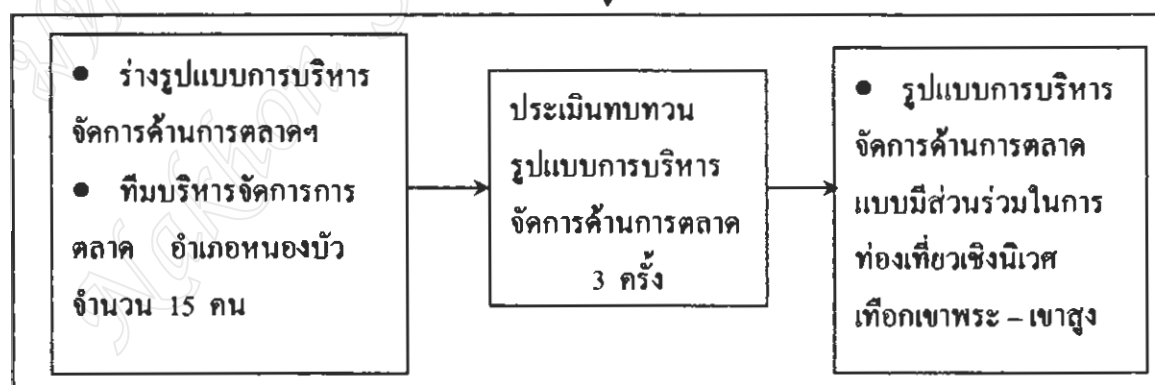 ● ร่างรูปแบบการบริหาร
จัดการด้านการตลาดฯ
● ทีมบริหารจัดการการ
ตลาด อำเภอหนองบัว
จำนวน 15 คน
ประเมินทบทวน
รูปแบบการบริหาร
จัดการด้านการตลาด
3 ครั้ง
● รูปแบบการบริหาร
จัดการด้านการตลาด
แบบมีส่วนร่วมในการ
ท่องเที่ยวเชิงนิเวศ
เทือกเขาพระ – เขาสูง
Nakhon